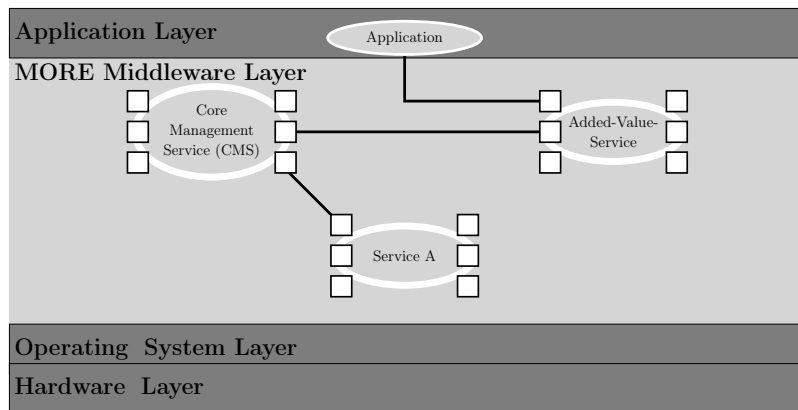 Application Layer
Application
MORE Middleware Layer
Core
Management
Service (CMS)
Added-Value-
Service
Service A
Operating System Layer
Hardware Layer